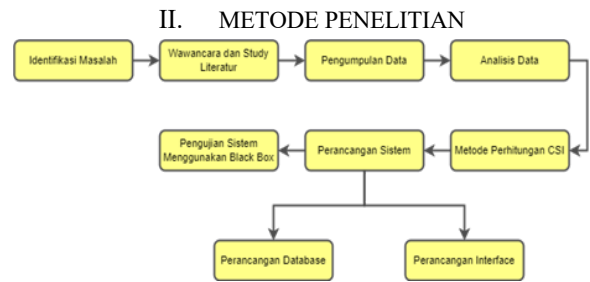 II. METODE PENELITIAN
Identifikasi Masalah
Wawancara dan Study
Literatur
Pengumpulan Data
Analisis Data
Metode Perhitungan CSI
Perancangan Sistem
Pengujian Sistem
Menggunakan Black Box
Perancangan Database
Perancangan Interface